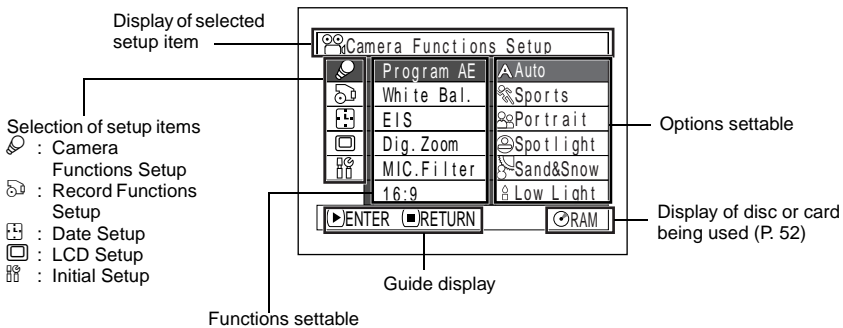 Display of selected
setup item
Camera Functions Setup
Program AE
White Bal.
EIS
Dig.Zoom
MIC.Filter
16:9
Auto
Sports
Portrait
Spotlight
Sand&Snow
Low Light
ENTER RETURN
RAM
Selection of setup items
: Camera
Functions Setup
: Record Functions
Setup
: Date Setup
: LCD Setup
: Initial Setup
Options settable
Display of disc or card
being used (P. 52)
Guide display
Functions settable